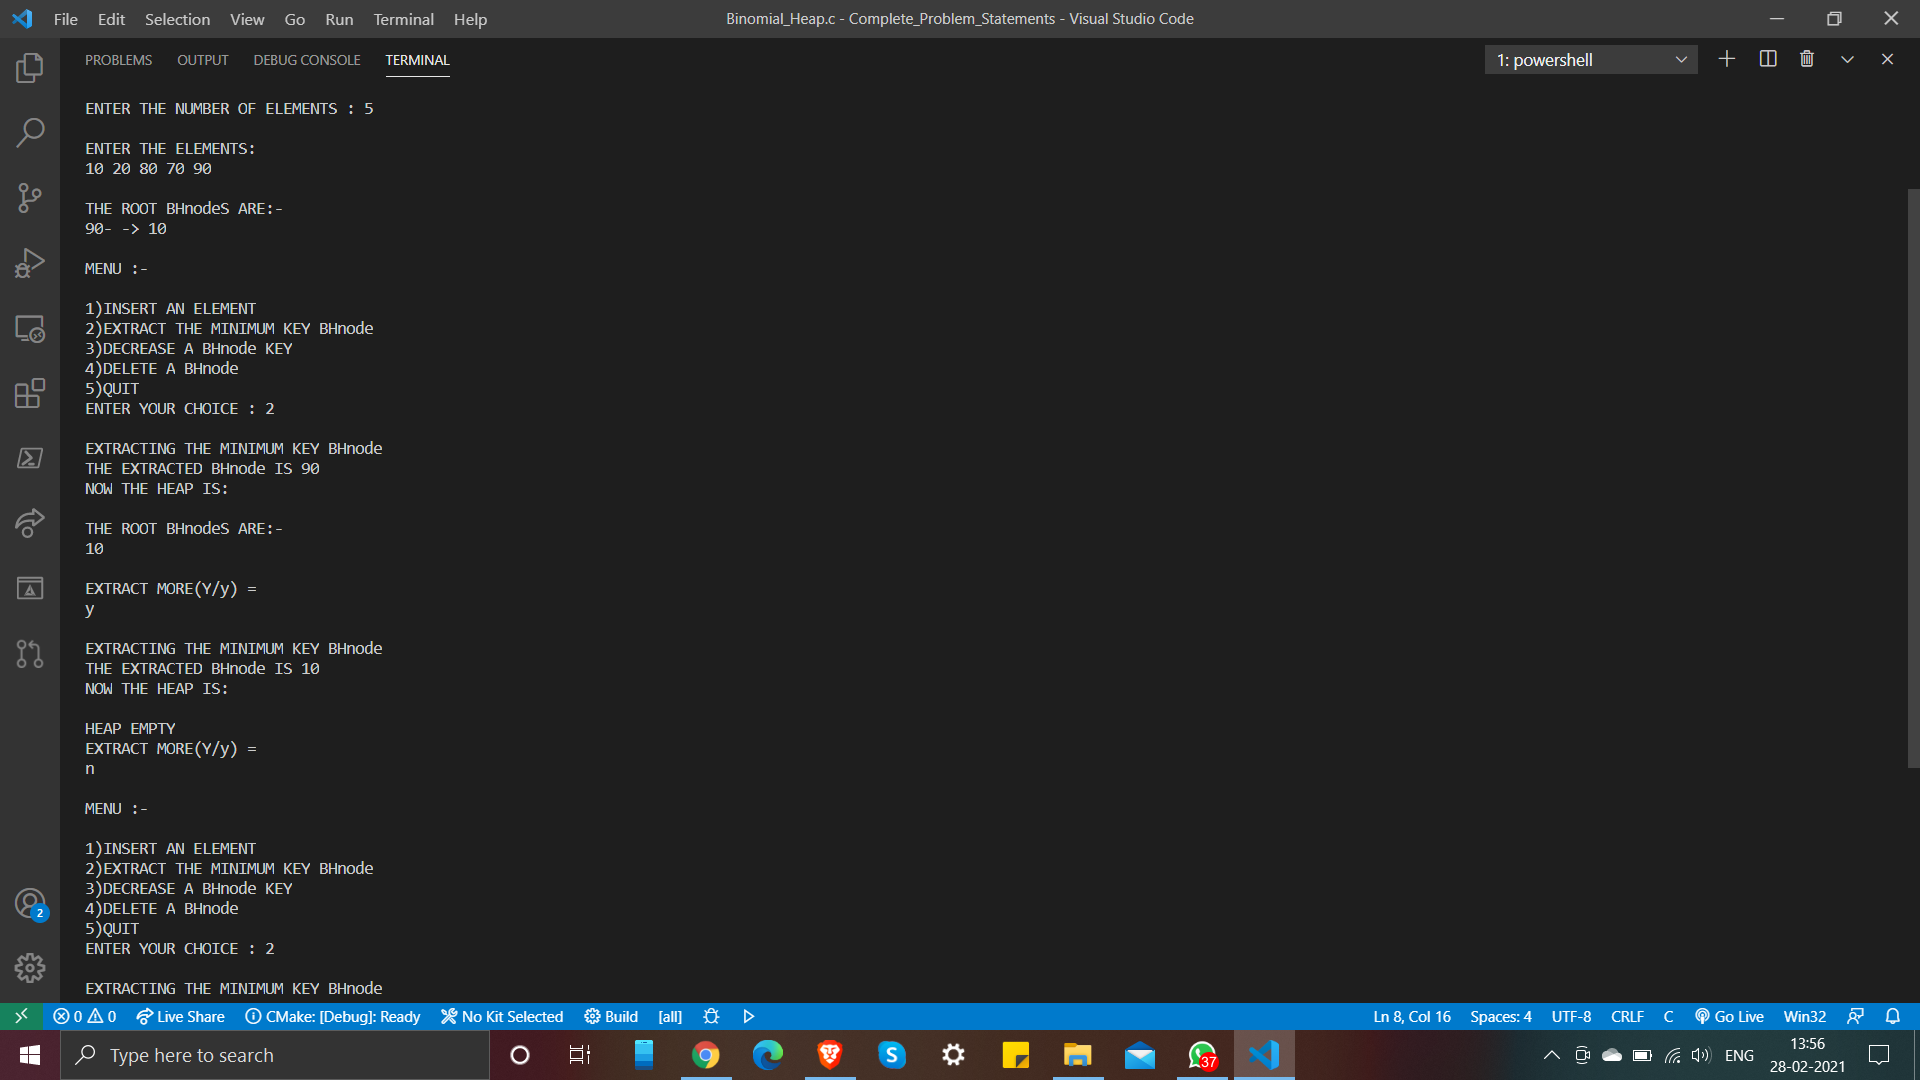 File Edit Selection View Go Run Terminal Help
Binomial_Heap.c - Complete_Problem_Statements - Visual Studio Code
PROBLEMS OUTPUT DEBUG CONSOLE TERMINAL
1: powershell
ENTER THE NUMBER OF ELEMENTS : 5
ENTER THE ELEMENTS:
10 20 80 70 90
THE ROOT BHnodeS ARE:-
90- -> 10
MENU :-
1)INSERT AN ELEMENT
2)EXTRACT THE MINIMUM KEY BHnode
3)DECREASE A BHnode KEY
4)DELETE A BHnode
5)QUIT
ENTER YOUR CHOICE : 2
EXTRACTING THE MINIMUM KEY BHnode
THE EXTRACTED BHnode IS 90
NOW THE HEAP IS:
THE ROOT BHnodeS ARE:-
10
EXTRACT MORE(Y/y) =
y
EXTRACTING THE MINIMUM KEY BHnode
THE EXTRACTED BHnode IS 10
NOW THE HEAP IS:
HEAP EMPTY
EXTRACT MORE(Y/y) =
n
MENU :-
1)INSERT AN ELEMENT
2)EXTRACT THE MINIMUM KEY BHnode
3)DECREASE A BHnode KEY
4)DELETE A BHnode
5)QUIT
ENTER YOUR CHOICE : 2
EXTRACTING THE MINIMUM KEY BHnode
2
0 0 Live Share CMake: [Debug]: Ready No Kit Selected Build [all]
Ln 8, Col 16 Spaces: 4 UTF-8 CRLF C Go Live Win32
Type here to search
S
37
ENG
13:56
28-02-2021